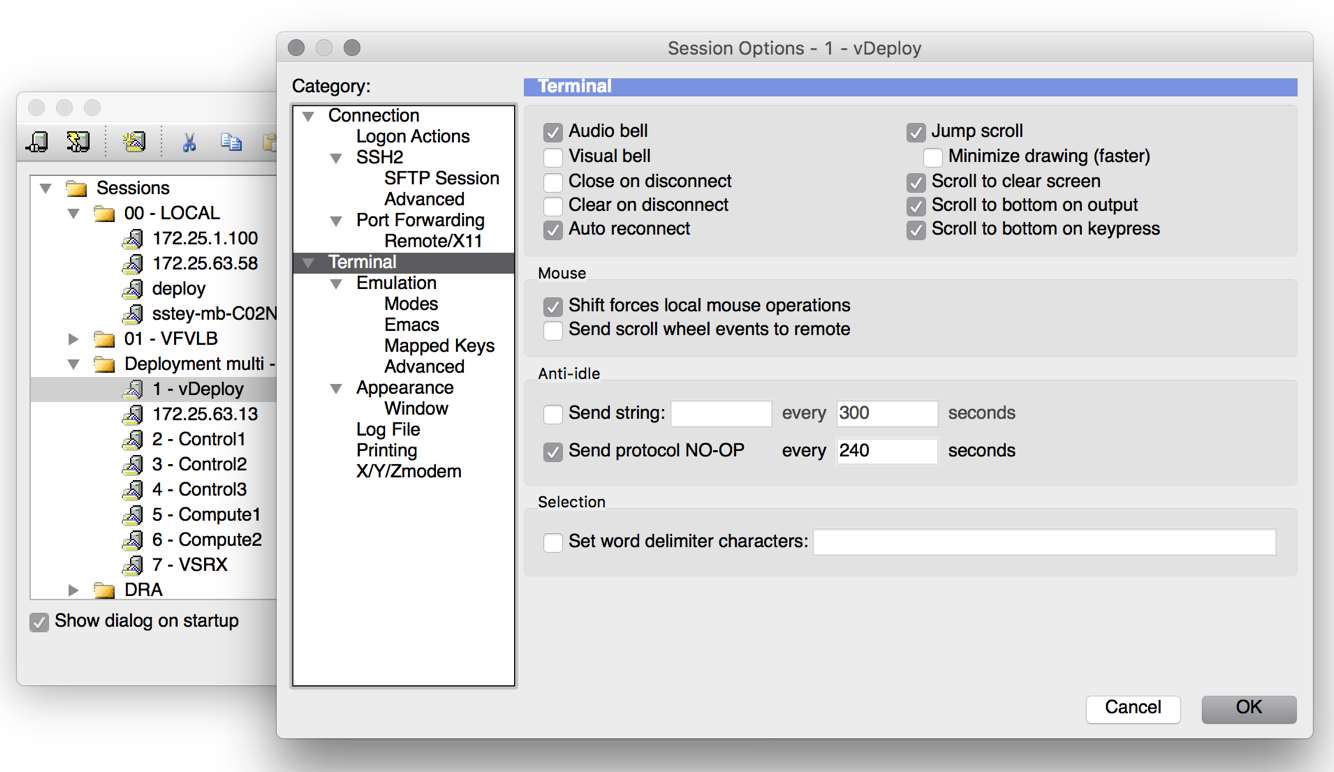 Session Options - 1 - vDeploy
Sessions
00 - LOCAL
172.25.1.100
172.25.63.58
deploy
sstey-mb-C02N
01 - VFVLB
Deployment multi -
1 - vDeploy
172.25.63.13
2 - Control1
3 - Control2
4 - Control3
5 - Compute1
6 - Compute2
7 - VSRX
DRA
Show dialog on startup
Category:
Connection
Logon Actions
SSH2
SFTP Session
Advanced
Port Forwarding
Remote/X11
Terminal
Emulation
Modes
Emacs
Mapped Keys
Advanced
Appearance
Window
Log File
Printing
X/Y/Zmodem
Terminal
Audio bell
Visual bell
Close on disconnect
Clear on disconnect
Auto reconnect
Jump scroll
Minimize drawing (faster)
Scroll to clear screen
Scroll to bottom on output
Scroll to bottom on keypress
Mouse
Shift forces local mouse operations
Send scroll wheel events to remote
Anti-idle
Send string: every 300 seconds
Send protocol NO-OP every 240 seconds
Selection
Set word delimiter characters:
Cancel OK